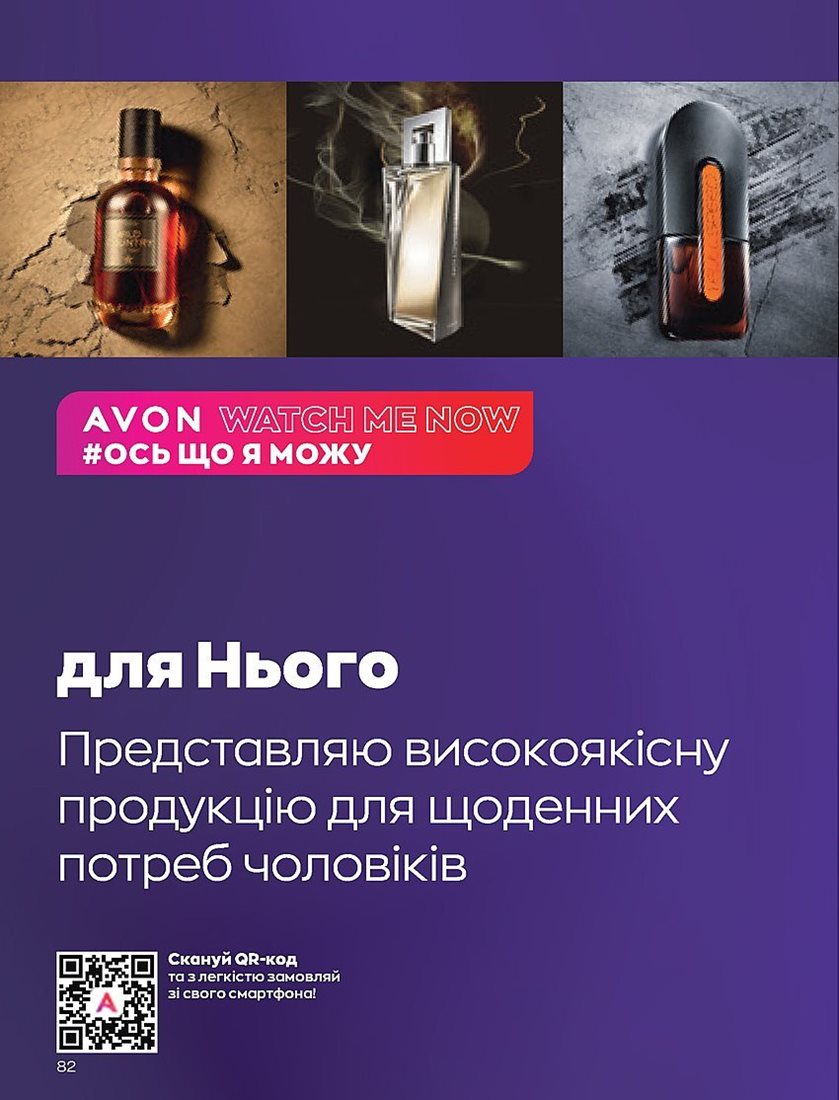 AVON WATCH ME NOW
#ОСЬ ЩО Я МОЖУ
для Нього
Представляю високоякісну
продукцію для щоденних
потреб чоловіків
Скануй QR-код
та з легкістю замовляй
зі свого смартфона!
A
82